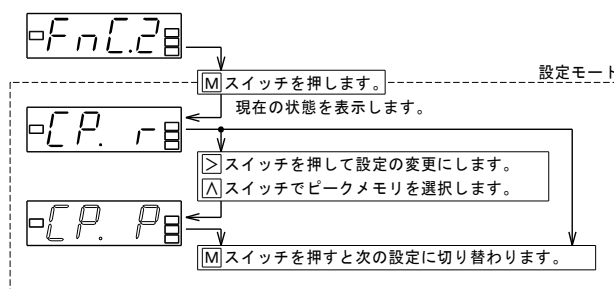 FnC.2
設定モード
Mスイッチを押します。
現在の状態を表示します。
CP. r
>スイッチを押して設定の変更にします。
∧スイッチでピークメモリを選択します。
CP. P
Mスイッチを押すと次の設定に切り替わります。